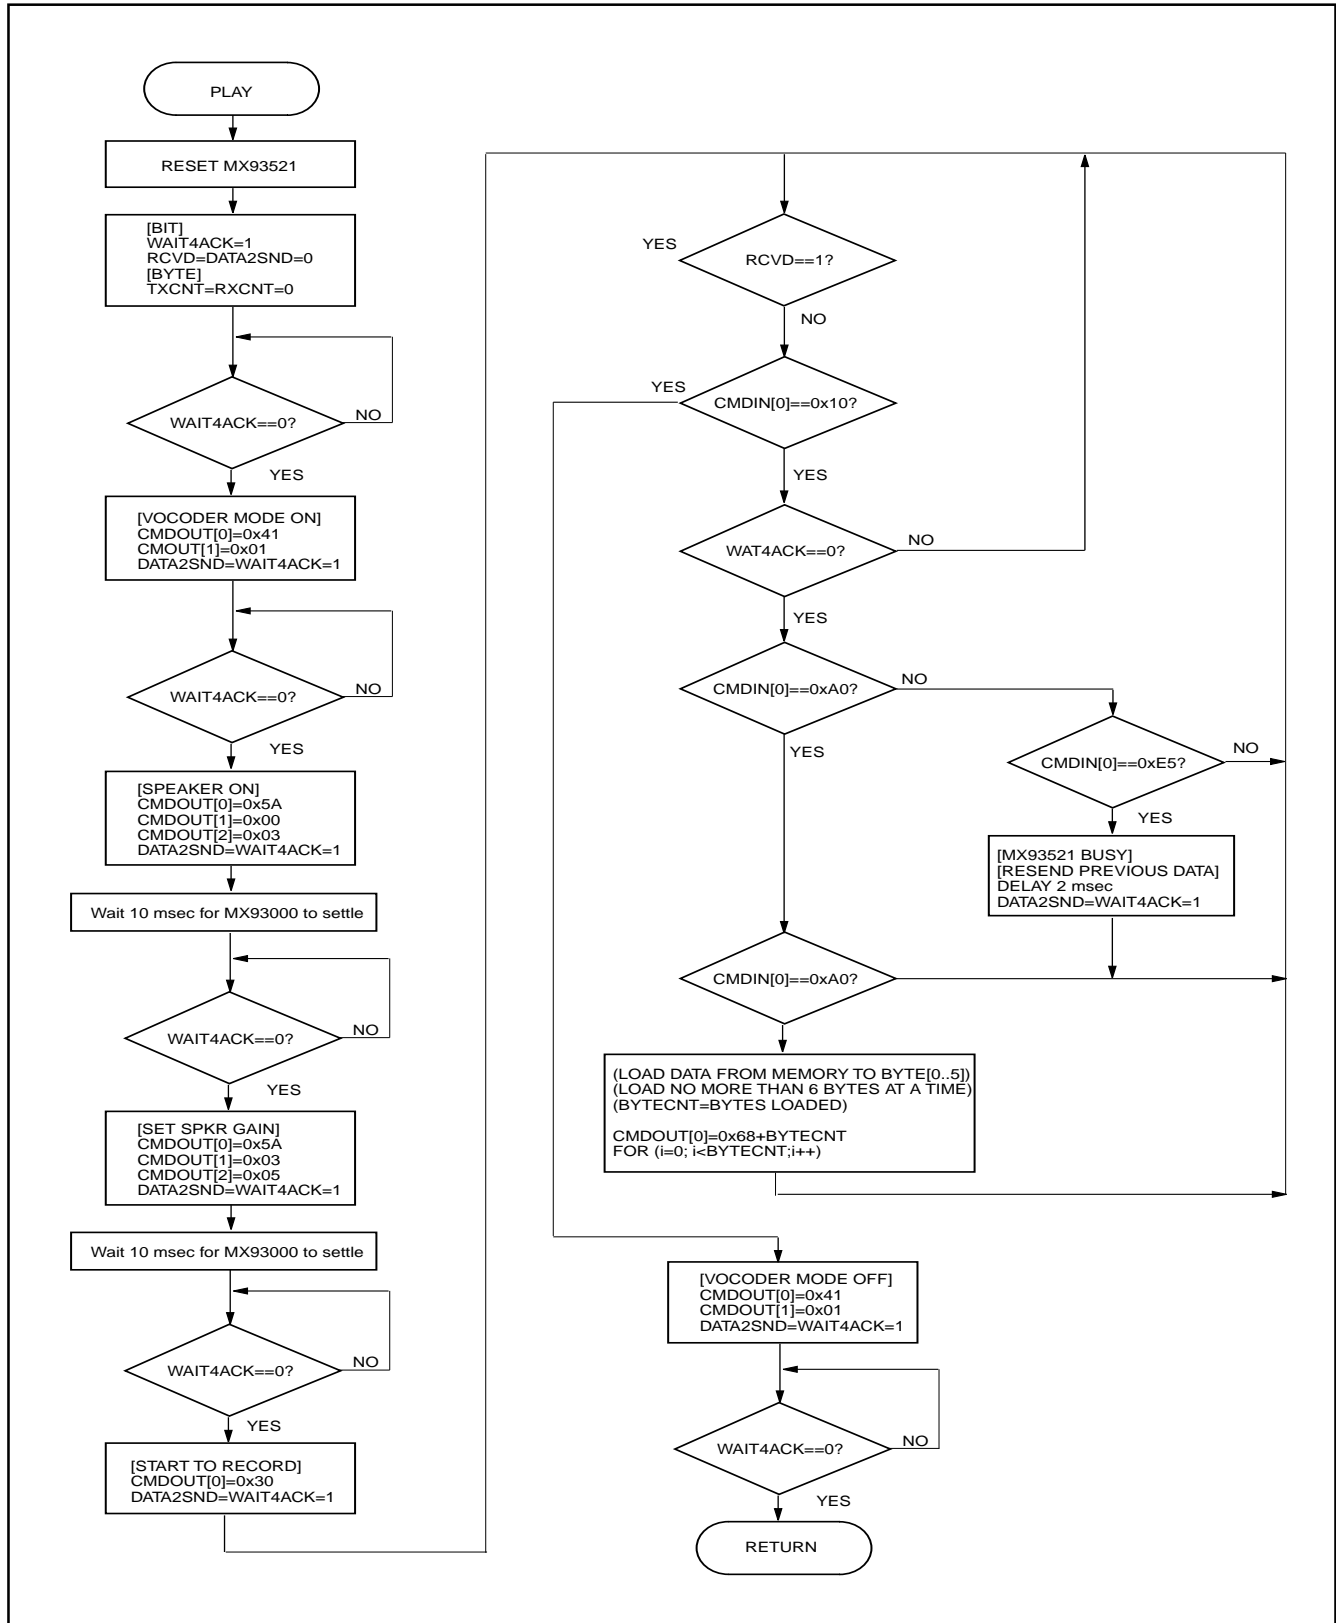 PLAY
RESET MX93521
[BIT]
WAIT4ACK=1
RCVD=DATA2SND=0
[BYTE]
TXCNT=RXCNT=0
WAIT4ACK==0?
NO
YES
[VOCODER MODE ON]
CMDOUT[0]=0x41
CMOUT[1]=0x01
DATA2SND=WAIT4ACK=1
WAIT4ACK==0?
NO
YES
[SPEAKER ON]
CMDOUT[0]=0x5A
CMDOUT[1]=0x00
CMDOUT[2]=0x03
DATA2SND=WAIT4ACK=1
Wait 10 msec for MX93000 to settle
WAIT4ACK==0?
NO
YES
[SET SPKR GAIN]
CMDOUT[0]=0x5A
CMDOUT[1]=0x03
CMDOUT[2]=0x05
DATA2SND=WAIT4ACK=1
Wait 10 msec for MX93000 to settle
WAIT4ACK==0?
NO
YES
[START TO RECORD]
CMDOUT[0]=0x30
DATA2SND=WAIT4ACK=1
YES
RCVD==1?
NO
YES
CMDIN[0]==0x10?
YES
WAT4ACK==0?
NO
YES
CMDIN[0]==0xA0?
NO
YES
CMDIN[0]==0xE5?
NO
YES
[MX93521 BUSY]
[RESEND PREVIOUS DATA]
DELAY 2 msec
DATA2SND=WAIT4ACK=1
CMDIN[0]==0xA0?
(LOAD DATA FROM MEMORY TO BYTE[0..5])
(LOAD NO MORE THAN 6 BYTES AT A TIME)
(BYTECNT=BYTES LOADED)
CMDOUT[0]=0x68+BYTECNT
FOR (i=0; i<BYTECNT;i++)
[VOCODER MODE OFF]
CMDOUT[0]=0x41
CMDOUT[1]=0x01
DATA2SND=WAIT4ACK=1
WAIT4ACK==0?
NO
YES
RETURN